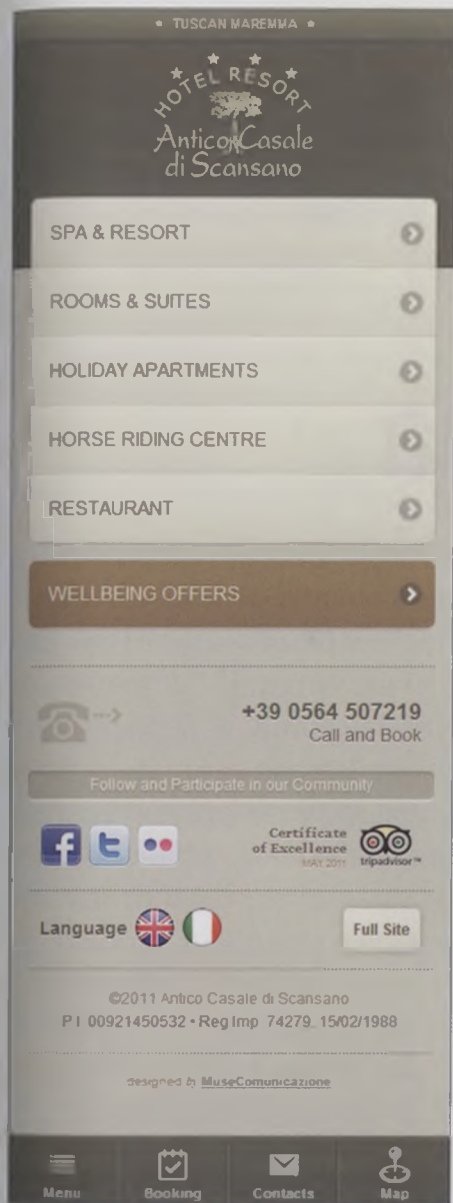 TUSCAN MAREMMA
HOTEL RESORT
Antico Casale
di Scansano
SPA & RESORT
ROOMS & SUITES
HOLIDAY APARTMENTS
HORSE RIDING CENTRE
RESTAURANT
WELLBEING OFFERS
+39 0564 507219
Call and Book
Follow and Participate in our Community
Certificate
of Excellence
MAY 2011
tripadvisor™
Language
Full Site
©2011 Antico Casale di Scansano
P I 00921450532 • Reg Imp 74279 15/02/1988
designed by MuseComunicazione
Menu Booking Contacts Map